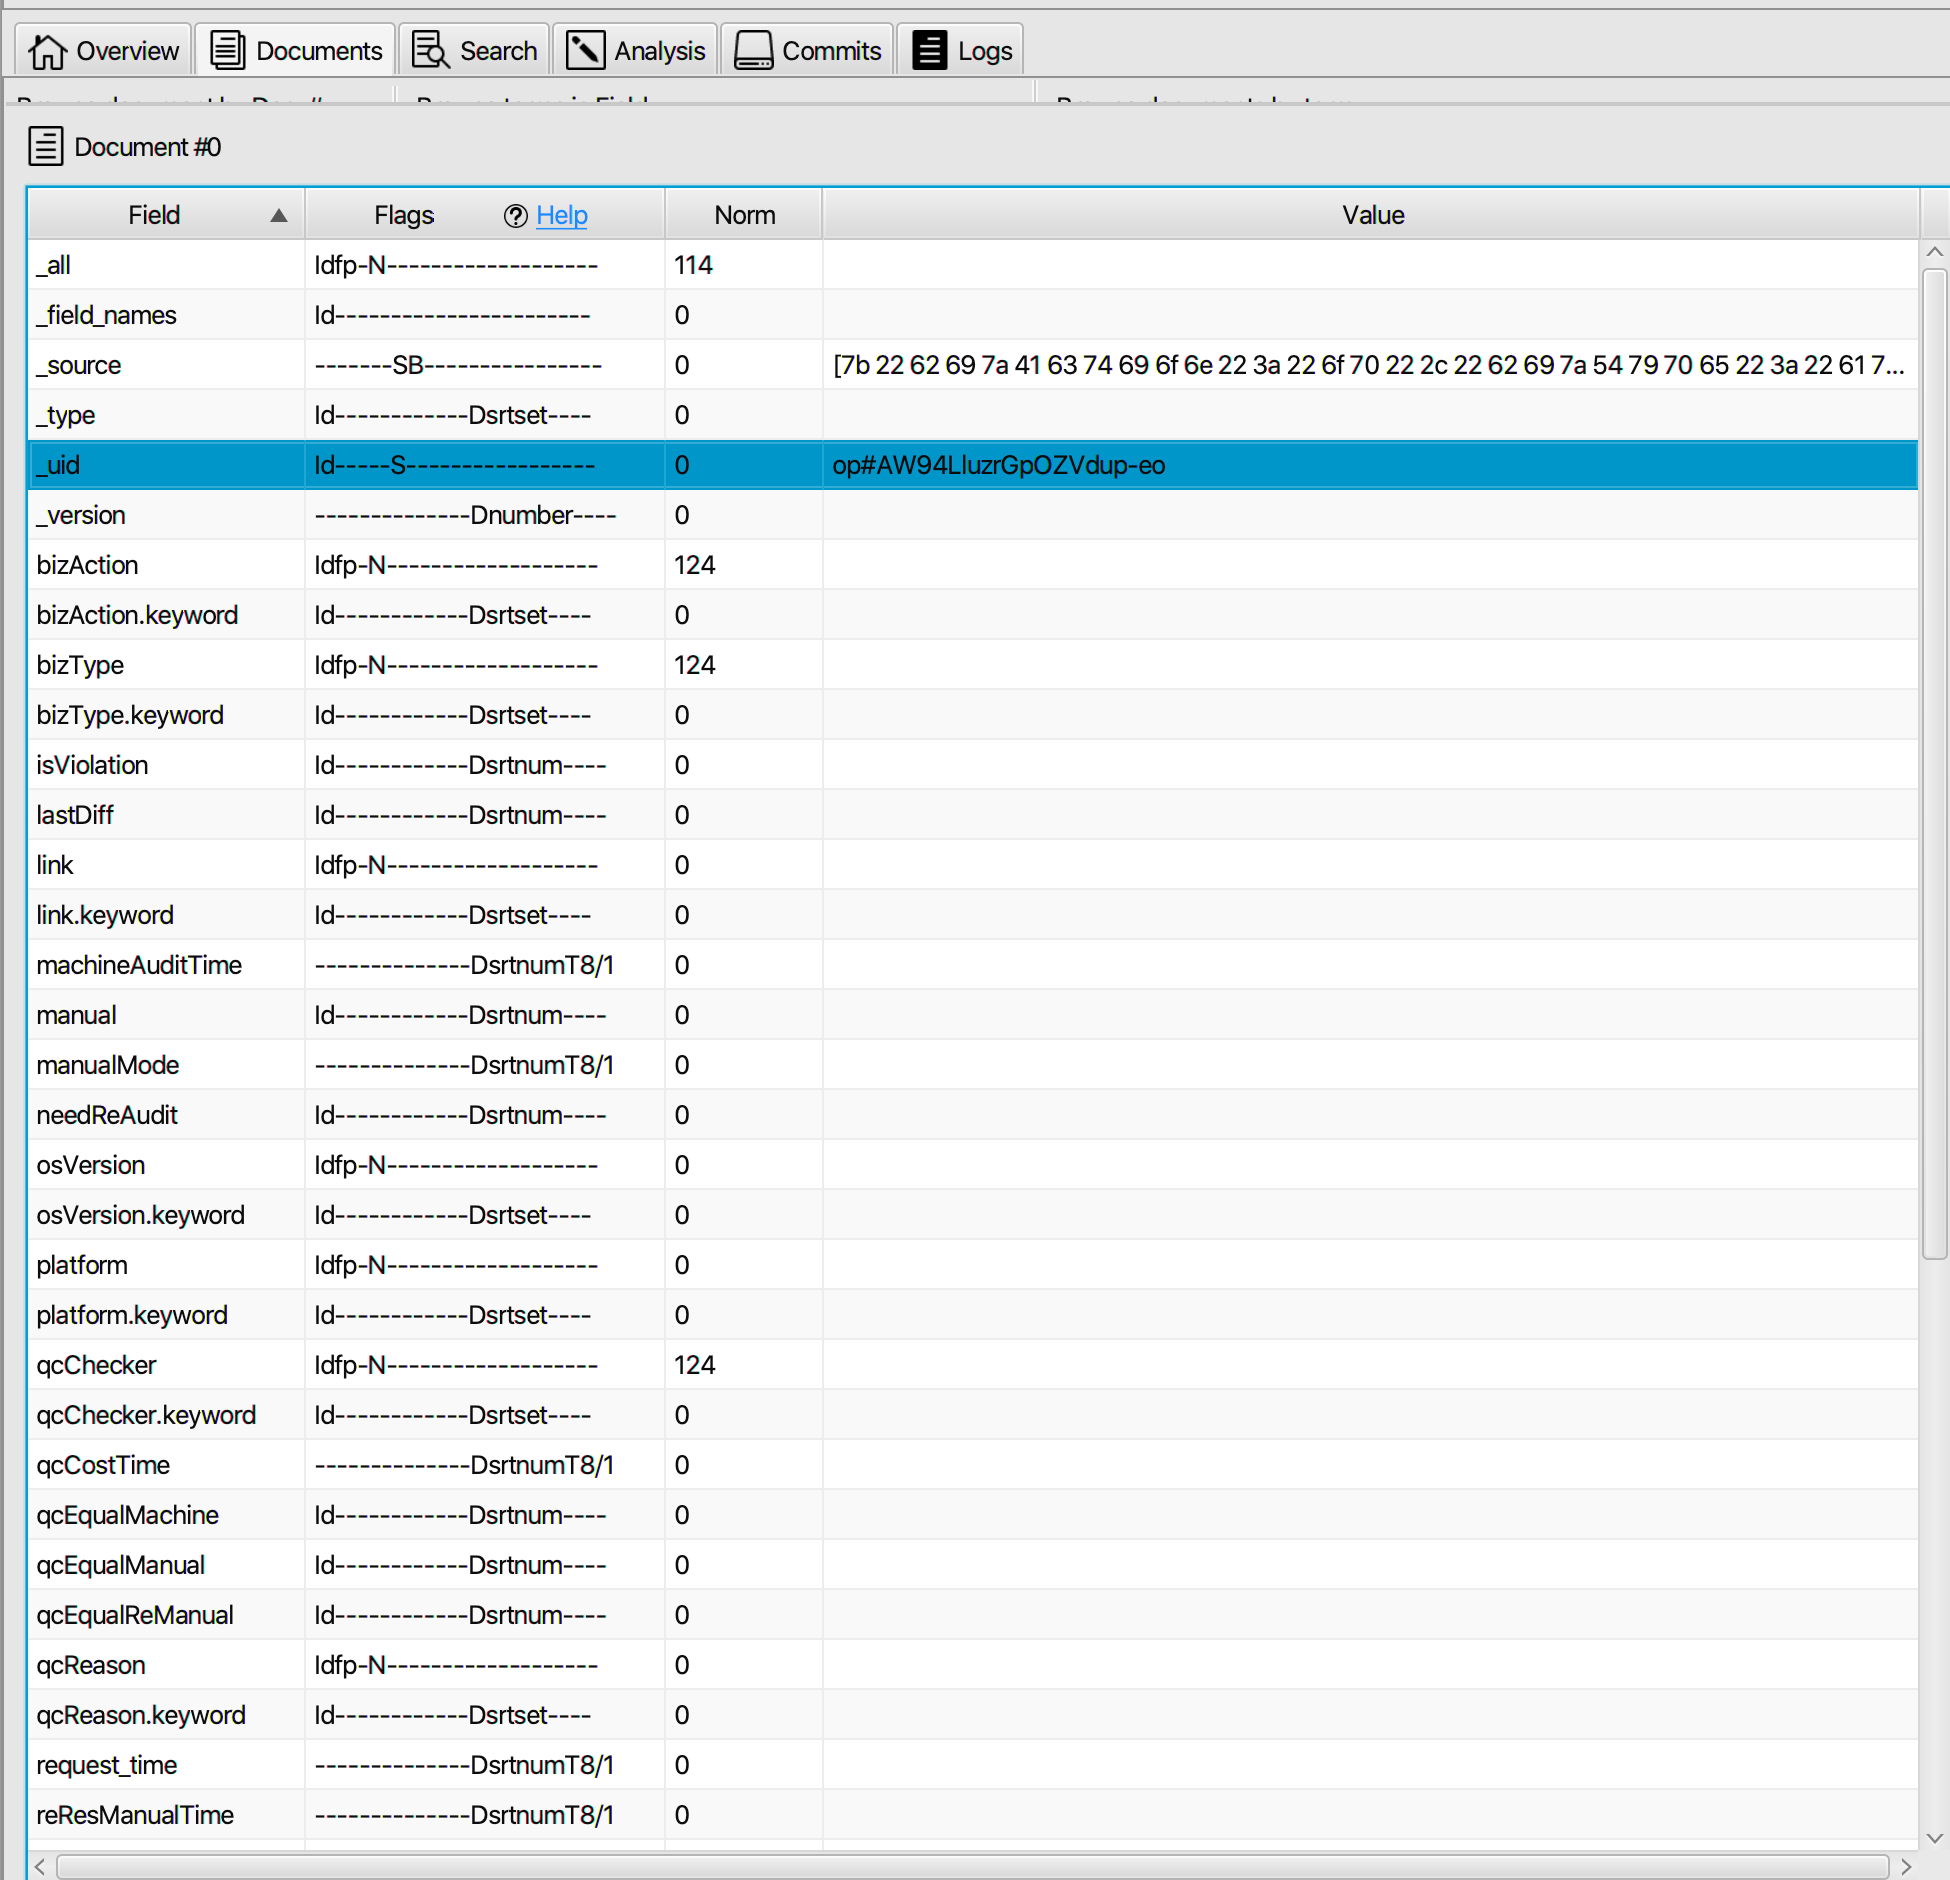 Overview Documents Search Analysis Commits Logs
Document #0
Field ▲ Flags ? Help Norm Value
_all Idfp-N------------------- 114
_field_names Id----------------------- 0
_source -------SB---------------- 0 [7b 22 62 69 7a 41 63 74 69 6f 6e 22 3a 22 6f 70 22 2c 22 62 69 7a 54 79 70 65 22 3a 22 61 7...
_type Id------------Dsrtset---- 0
_uid Id-----S----------------- 0 op#AW94LluzrGpOZVdup-eo
_version --------------Dnumber---- 0
bizAction Idfp-N------------------- 124
bizAction.keyword Id------------Dsrtset---- 0
bizType Idfp-N------------------- 124
bizType.keyword Id------------Dsrtset---- 0
isViolation Id------------Dsrtnum---- 0
lastDiff Id------------Dsrtnum---- 0
link Idfp-N------------------- 0
link.keyword Id------------Dsrtset---- 0
machineAuditTime --------------DsrtnumT8/1 0
manual Id------------Dsrtnum---- 0
manualMode --------------DsrtnumT8/1 0
needReAudit Id------------Dsrtnum---- 0
osVersion Idfp-N------------------- 0
osVersion.keyword Id------------Dsrtset---- 0
platform Idfp-N------------------- 0
platform.keyword Id------------Dsrtset---- 0
qcChecker Idfp-N------------------- 124
qcChecker.keyword Id------------Dsrtset---- 0
qcCostTime --------------DsrtnumT8/1 0
qcEqualMachine Id------------Dsrtnum---- 0
qcEqualManual Id------------Dsrtnum---- 0
qcEqualReManual Id------------Dsrtnum---- 0
qcReason Idfp-N------------------- 0
qcReason.keyword Id------------Dsrtset---- 0
request_time --------------DsrtnumT8/1 0
reResManualTime --------------DsrtnumT8/1 0